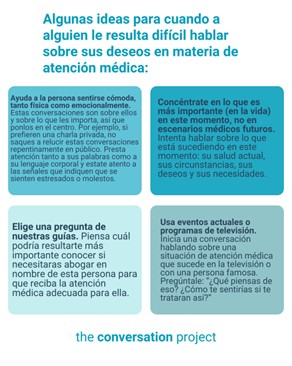 Algunas ideas para cuando a
alguien le resulta difícil hablar
sobre sus deseos en materia de
atención médica:
Ayuda a la persona sentirse cómoda,
tanto física como emocionalmente.
Estas conversaciones son sobre ellos
y sobre lo que les importa, así que
ponlos en el centro. Por ejemplo, si
prefieren una charla privada, no
saques a relucir estas conversaciones
repentinamente en público. Presta
atención tanto a sus palabras como a
su lenguaje corporal y estate atento a
las señales que indiquen que se
sienten estresados o molestos.
Concéntrate en lo que es
más importante (en la vida)
en este momento, no en
escenarios médicos futuros.
Intenta hablar sobre lo que
está sucediendo en este
momento: su salud actual,
sus circunstancias, sus
deseos y sus necesidades.
Elige una pregunta de
nuestras guías. Piensa cuál
podría resultarte más
importante conocer si
necesitaras abogar en
nombre de esta persona para
que reciba la atención
médica adecuada para ella.
Usa eventos actuales o
programas de televisión.
Inicia una conversación
hablando sobre una
situación de atención médica
que sucede en la televisión o
con una persona famosa.
Pregúntale: "¿Qué piensas de
eso? ¿Cómo te sentirías si te
trataran así?"
the conversation project